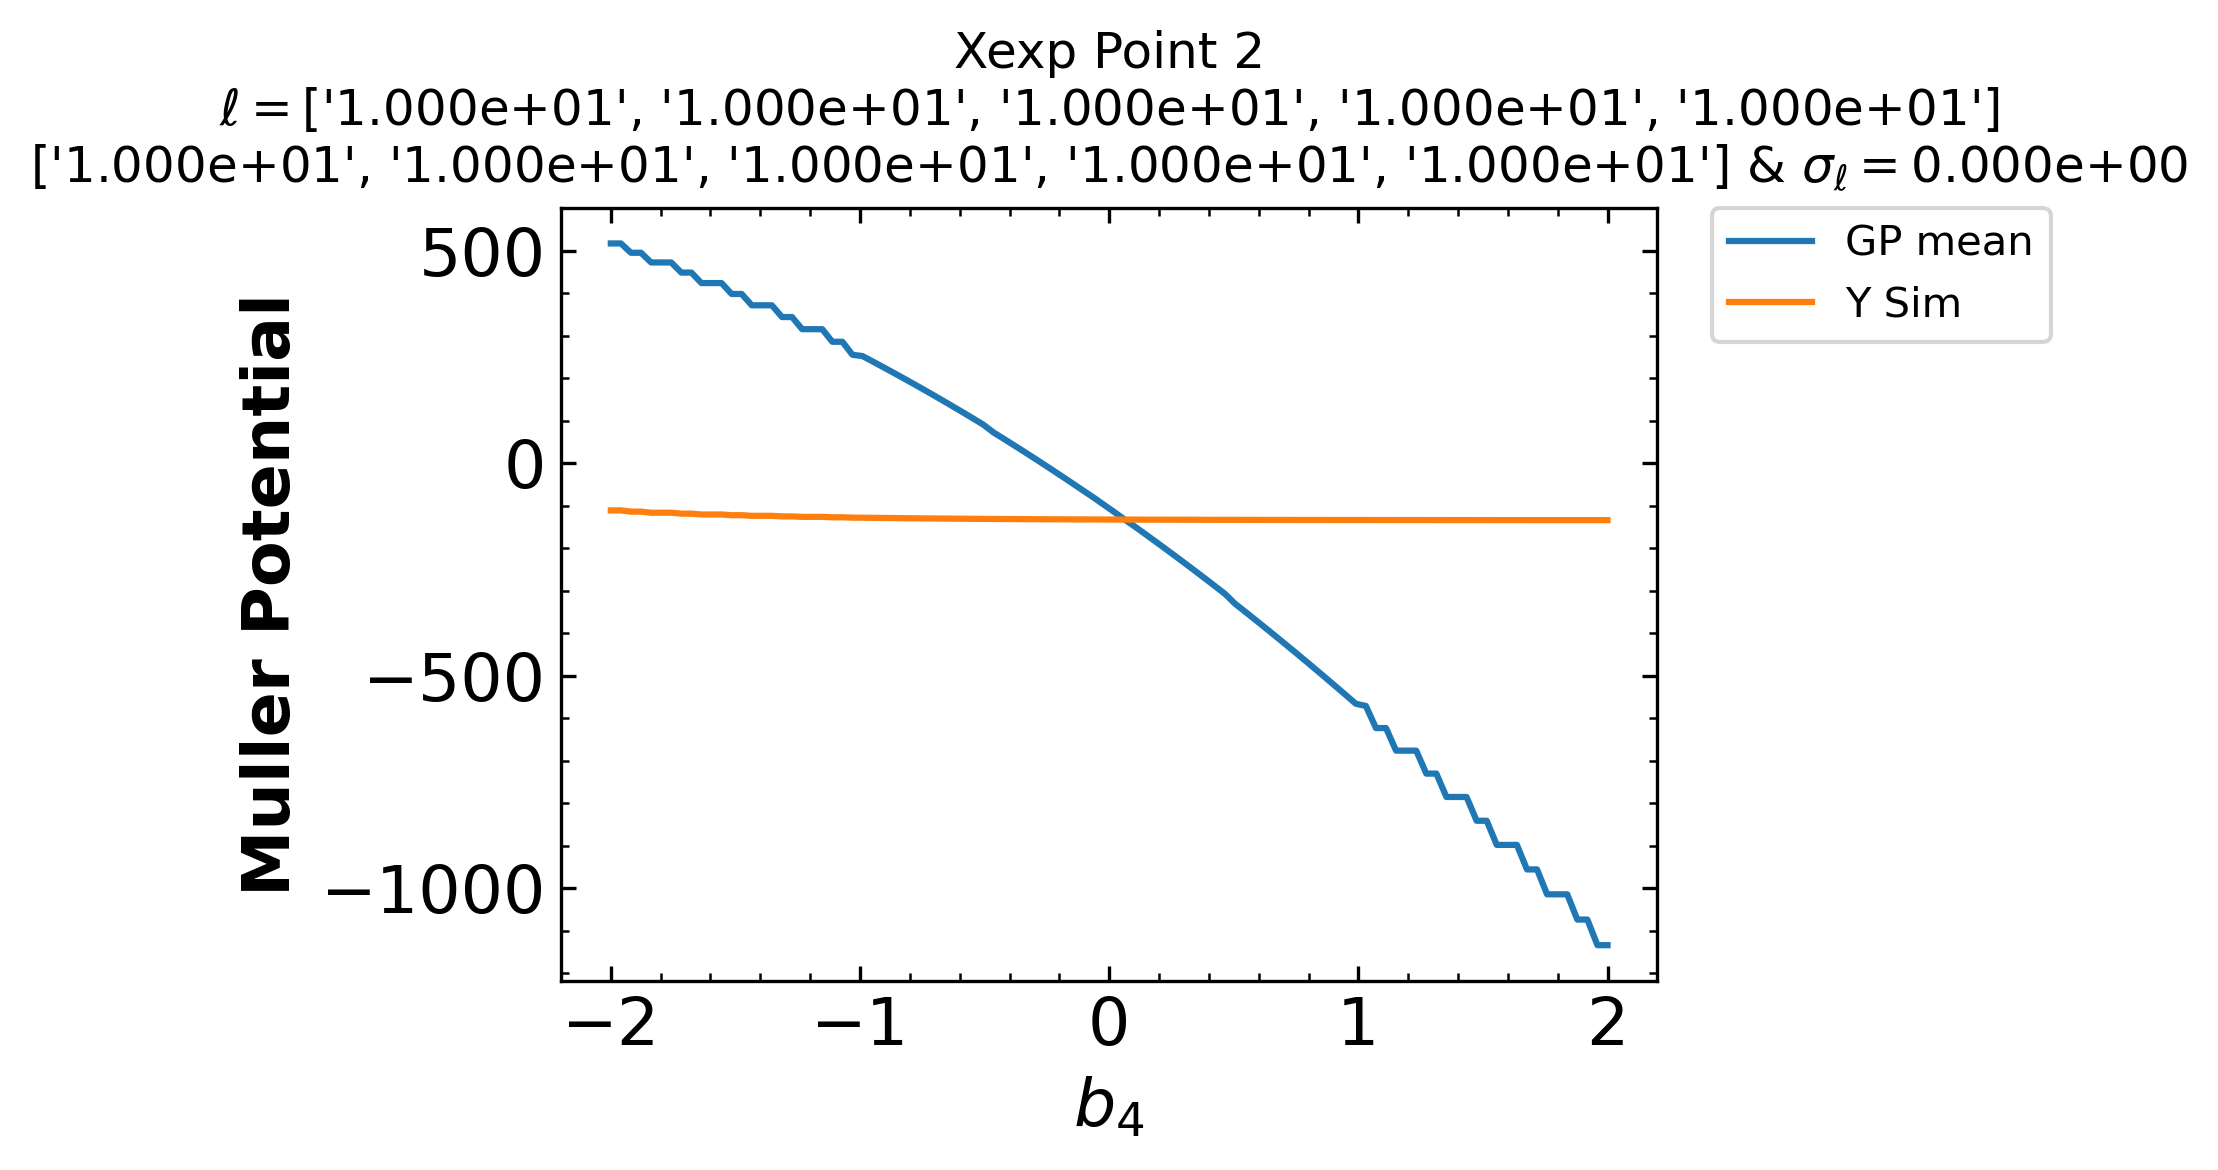 Xexp Point 2
ℓ = ['1.000e+01', '1.000e+01', '1.000e+01', '1.000e+01', '1.000e+01']
['1.000e+01', '1.000e+01', '1.000e+01', '1.000e+01', '1.000e+01'] & σ_ℓ = 0.000e+00
GP mean
Y Sim
Muller Potential
500
0
−500
−1000
−2 −1 0 1 2
b₄